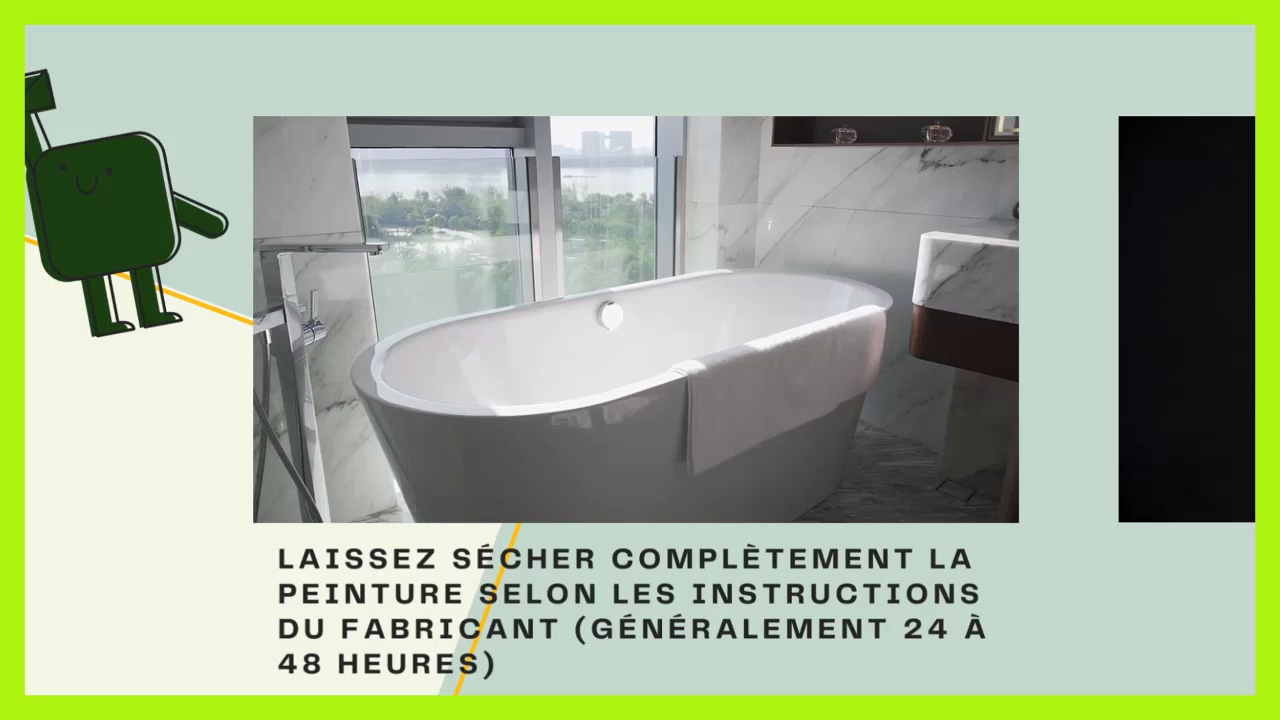 LAISSEZ SÉCHER COMPLÈTEMENT LA
PEINTURE SELON LES INSTRUCTIONS
DU FABRICANT (GÉNÉRALEMENT 24 À
48 HEURES)